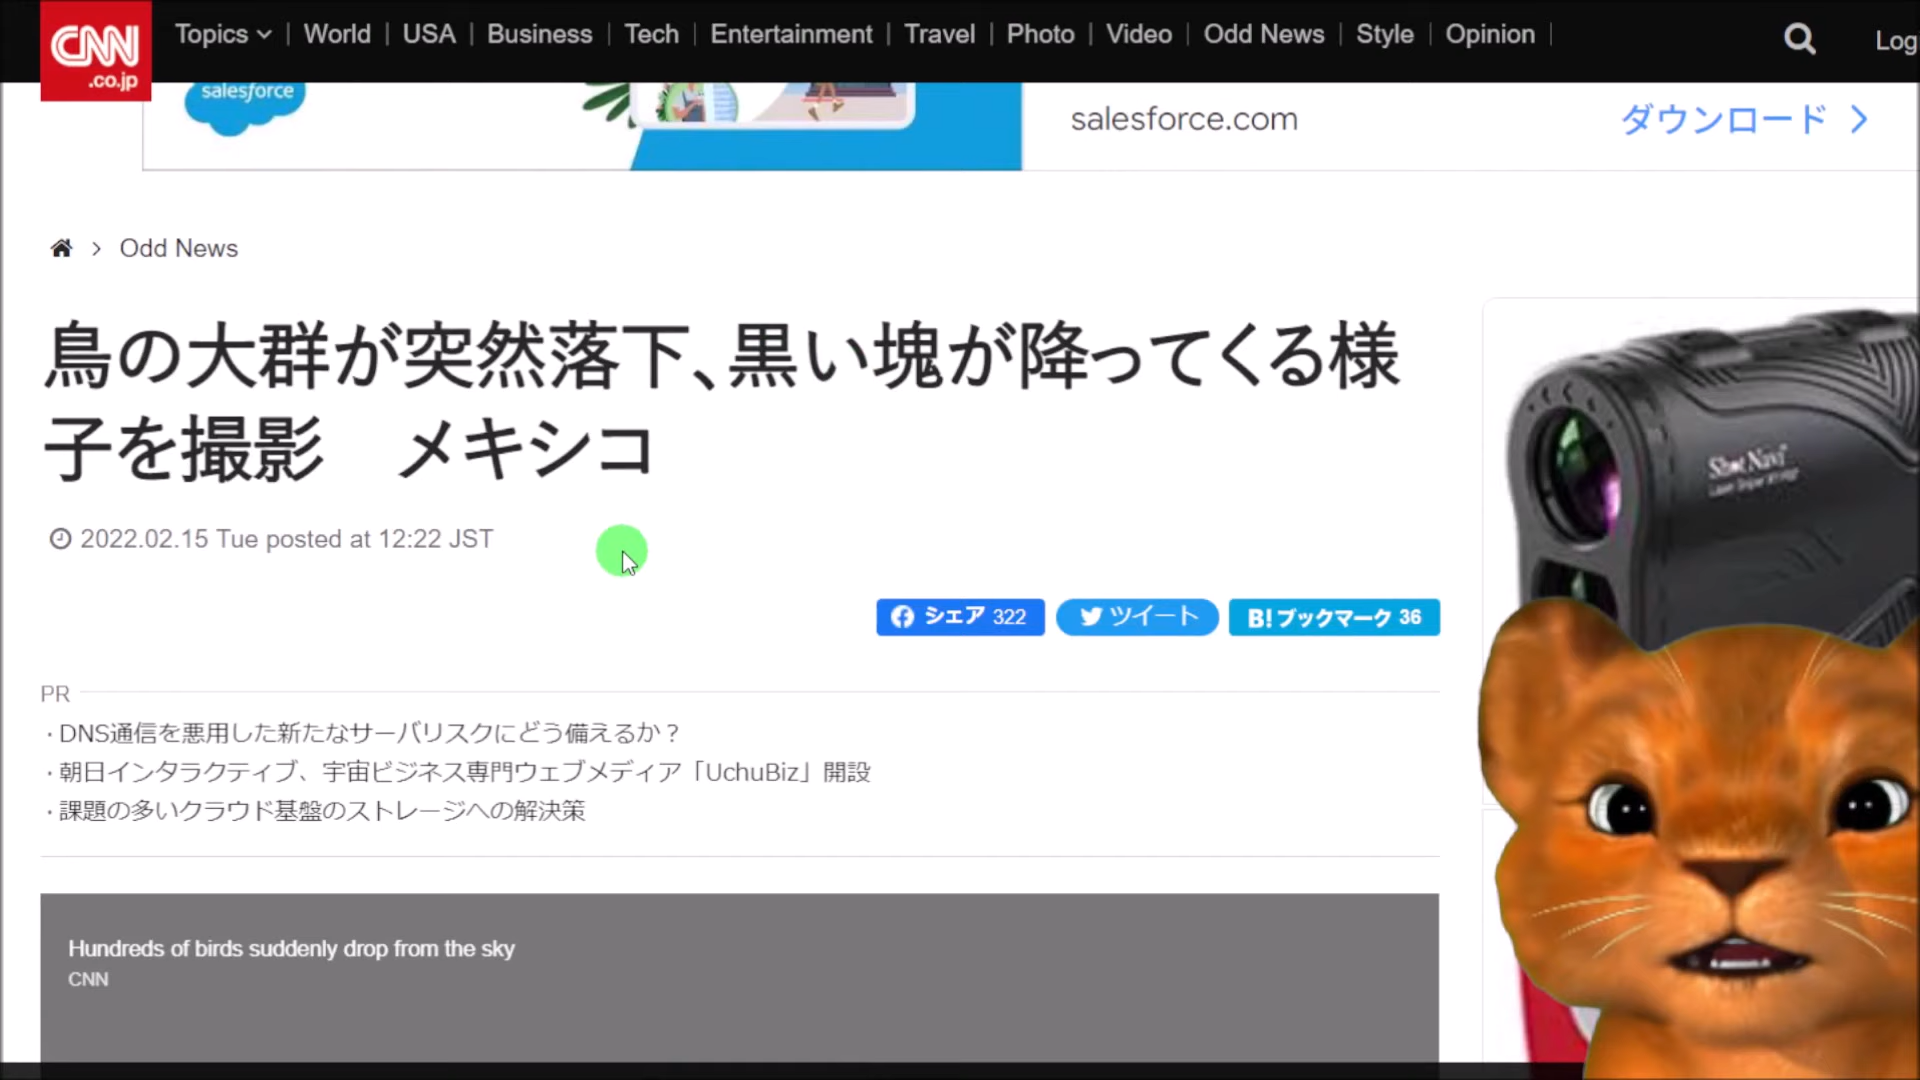 CNN
.co.jp
Topics | World | USA | Business | Tech | Entertainment | Travel | Photo | Video | Odd News | Style | Opinion |
Log
salesforce
salesforce.com
ダウンロード
Odd News
鳥の大群が突然落下、黒い塊が降ってくる様
子を撮影　メキシコ
2022.02.15 Tue posted at 12:22 JST
シェア 322
ツイート
B!ブックマーク 36
Shot Navi
PR
・DNS通信を悪用した新たなサーバリスクにどう備えるか？
・朝日インタラクティブ、宇宙ビジネス専門ウェブメディア「UchuBiz」開設
・課題の多いクラウド基盤のストレージへの解決策
Hundreds of birds suddenly drop from the sky
CNN